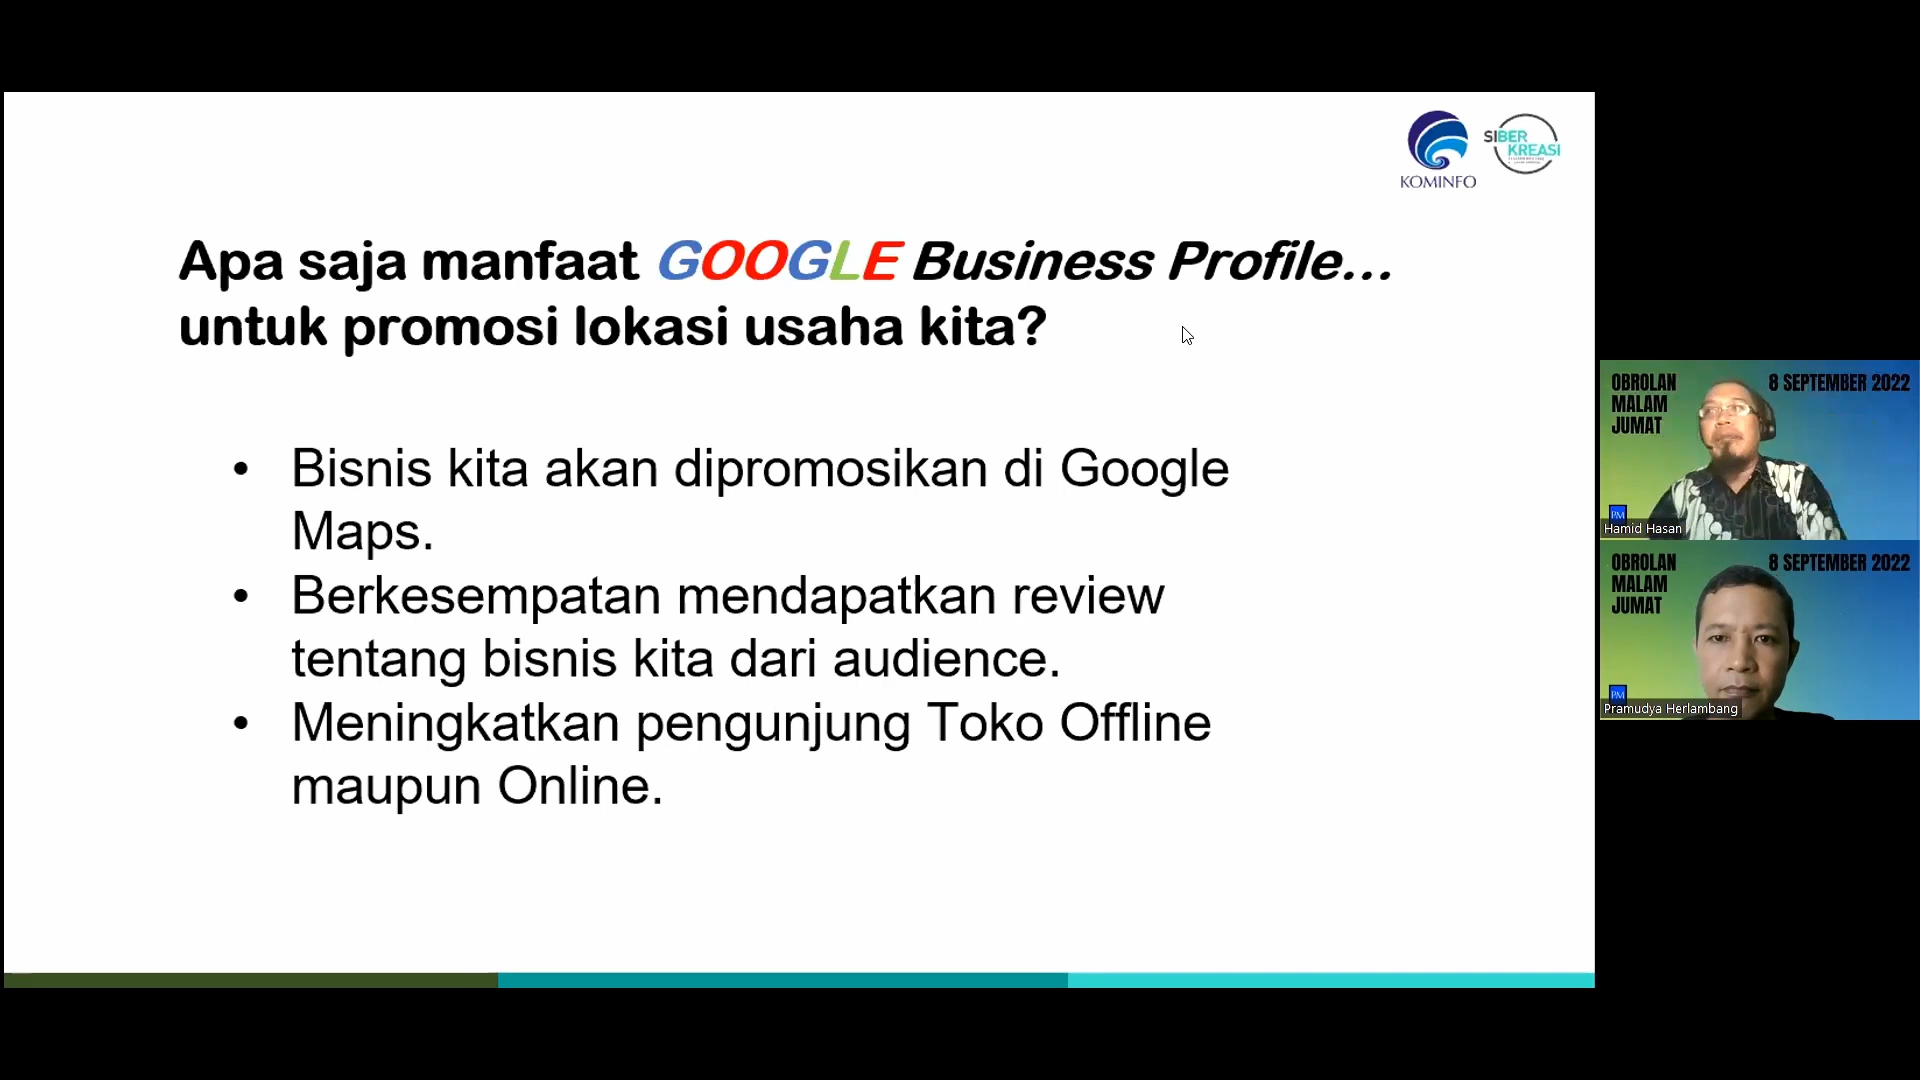 KOMINFO
SIBER
KREASI
Apa saja manfaat GOOGLE Business Profile...
untuk promosi lokasi usaha kita?
• Bisnis kita akan dipromosikan di Google
Maps.
• Berkesempatan mendapatkan review
tentang bisnis kita dari audience.
• Meningkatkan pengunjung Toko Offline
maupun Online.
OBROLAN
MALAM
JUMAT
8 SEPTEMBER 2022
PM
Hamid Hasan
OBROLAN
MALAM
JUMAT
8 SEPTEMBER 2022
PM
Pramudya Herlambang